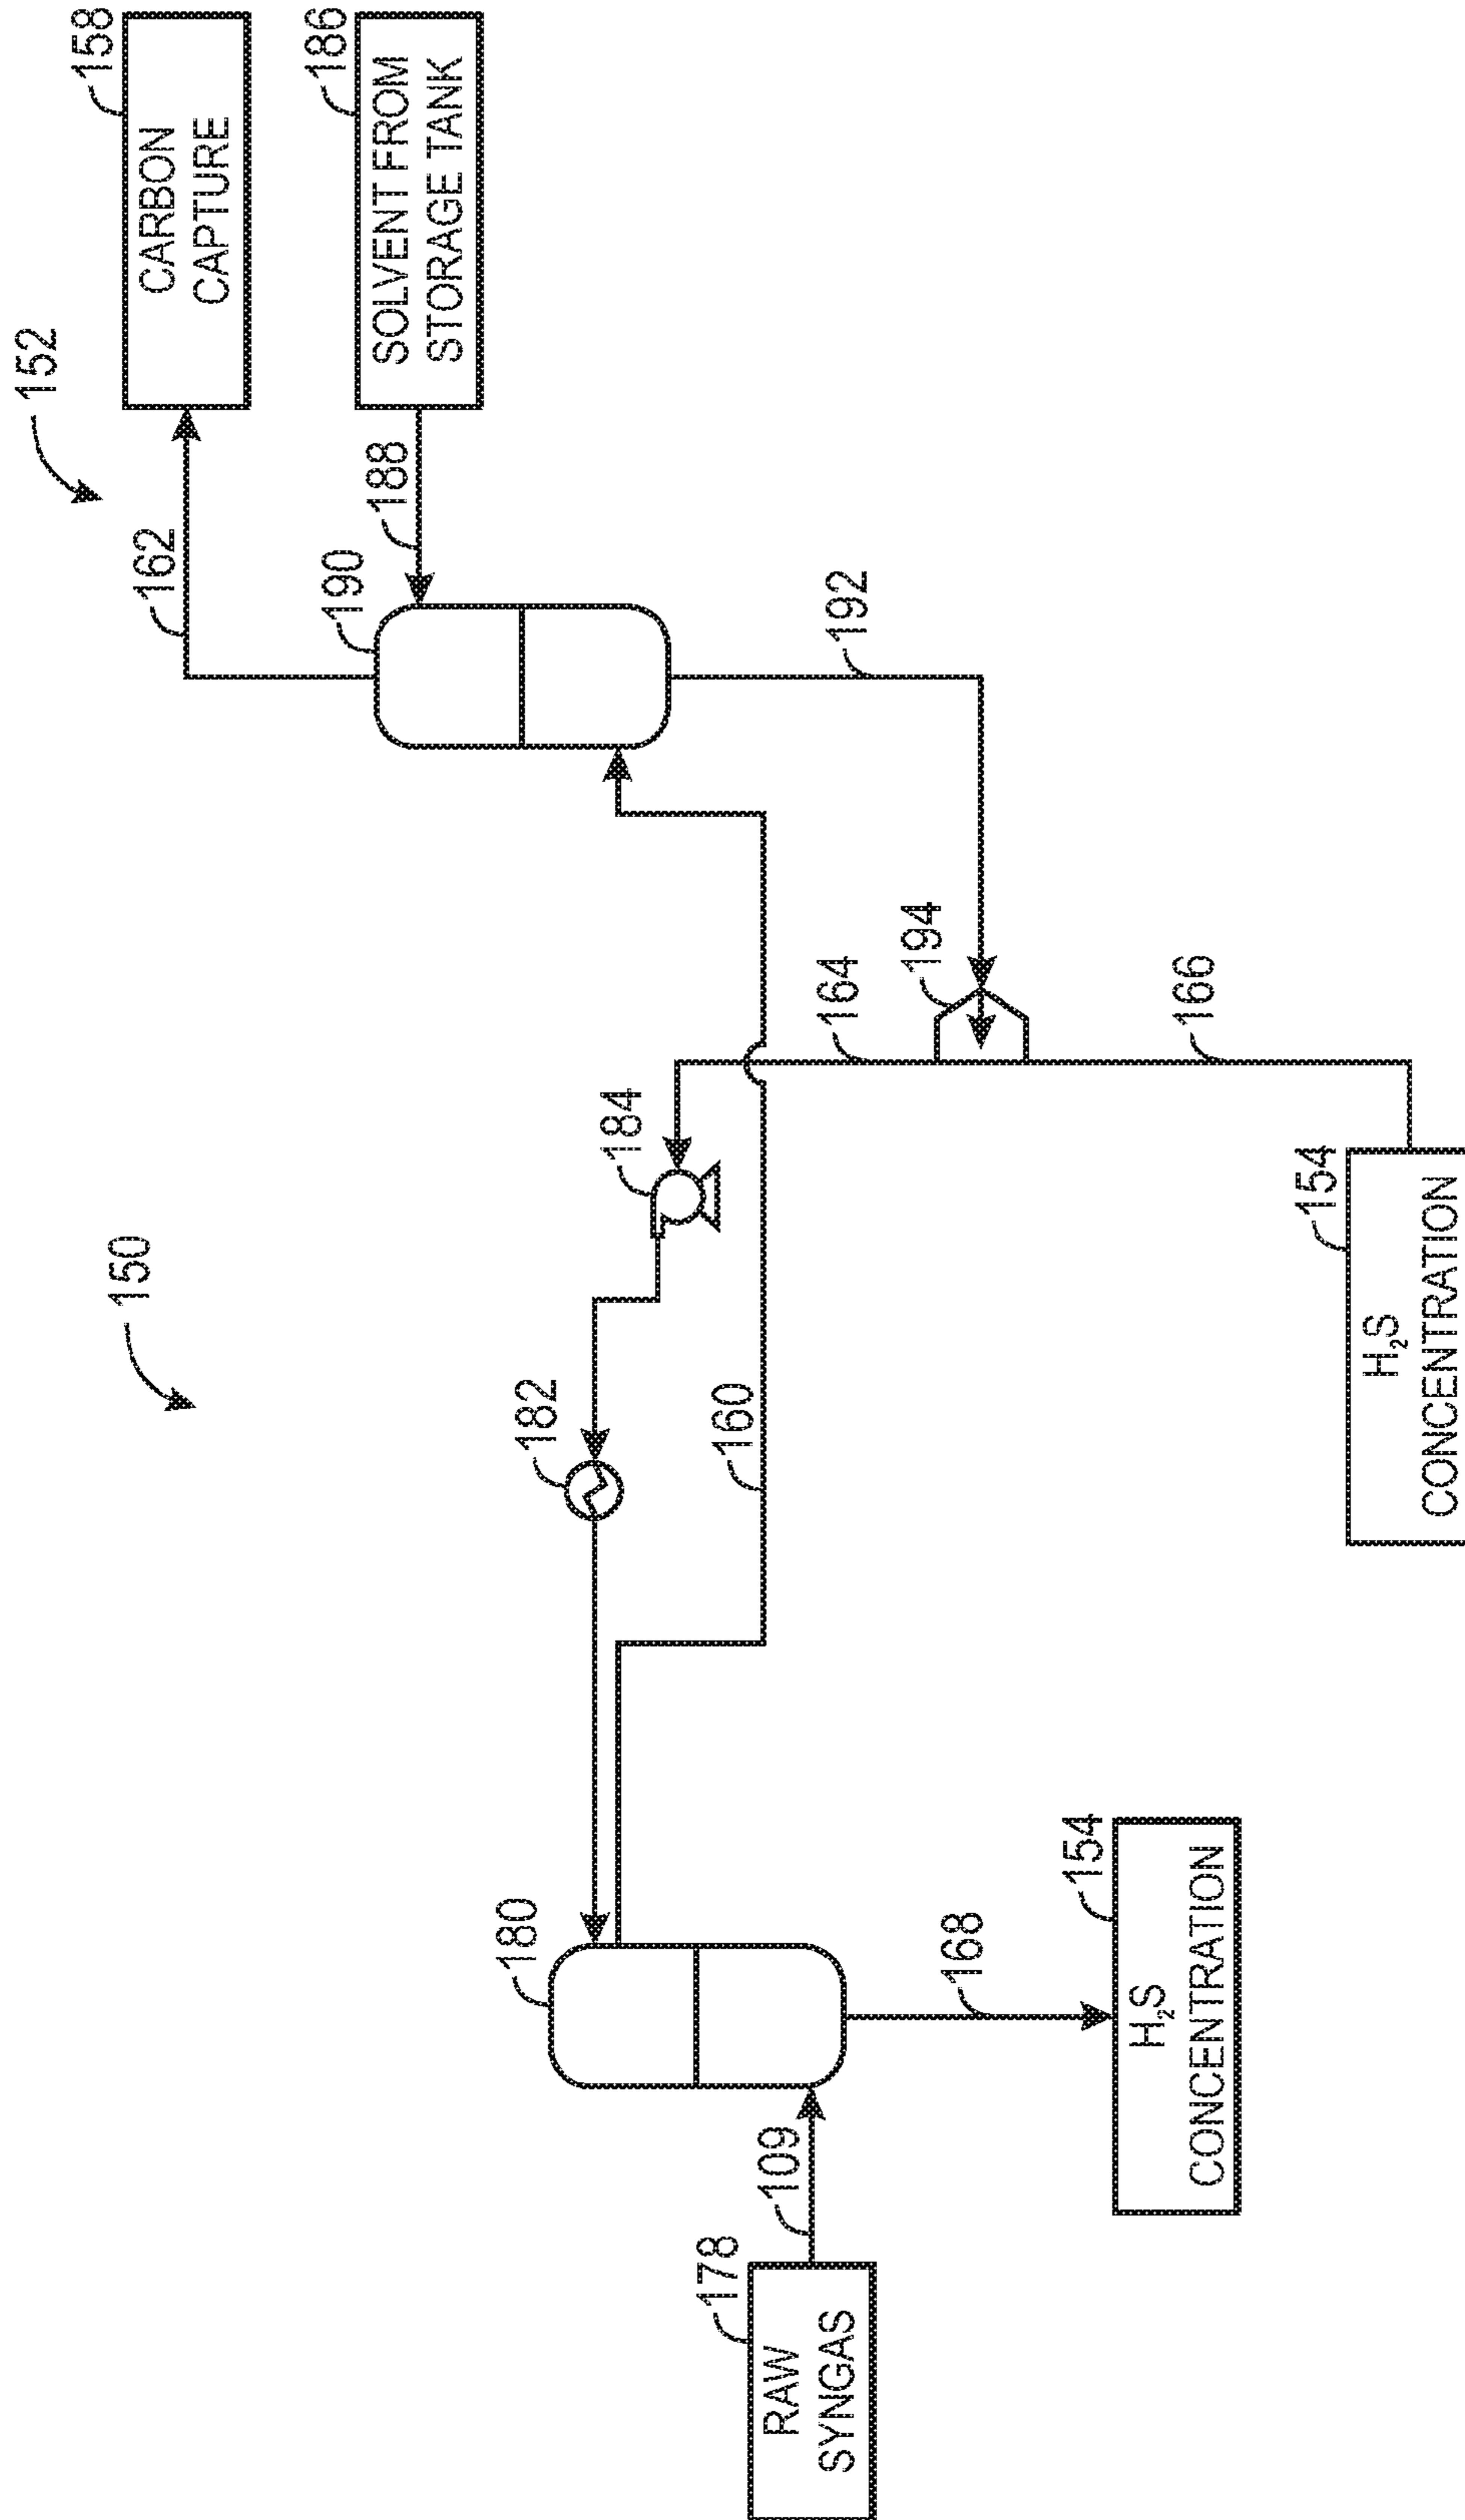 150
152
CARBON
CAPTURE
158
162
SOLVENT FROM
STORAGE TANK
186
188
190
192
180
182
184
160
164
194
166
RAW
SYNGAS
178
109
168
H₂S
CONCENTRATION
154
H₂S
CONCENTRATION
154